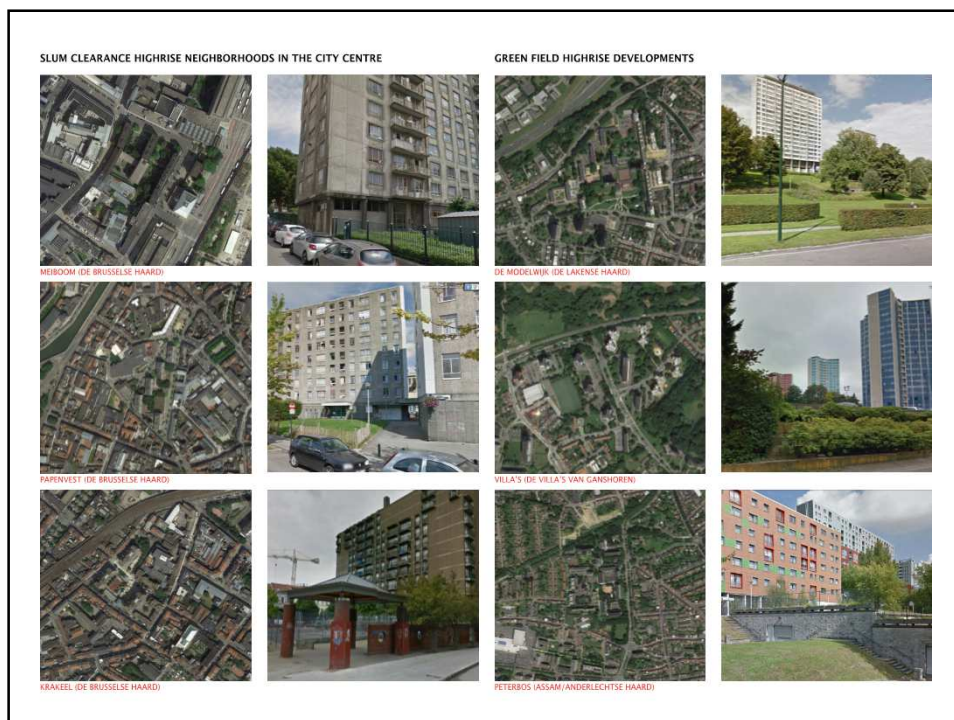 SLUM CLEARANCE HIGHRISE NEIGHBORHOODS IN THE CITY CENTRE
GREEN FIELD HIGHRISE DEVELOPMENTS
MEIBOOM (DE BRUSSELSE HAARD)
DE MODELWIJK (DE LAKENSE HAARD)
PAPENVEST (DE BRUSSELSE HAARD)
VILLA'S (DE VILLA'S VAN GANSHOREN)
KRAKEEL (DE BRUSSELSE HAARD)
PETERBOS (ASSAM/ANDERLECHTSE HAARD)